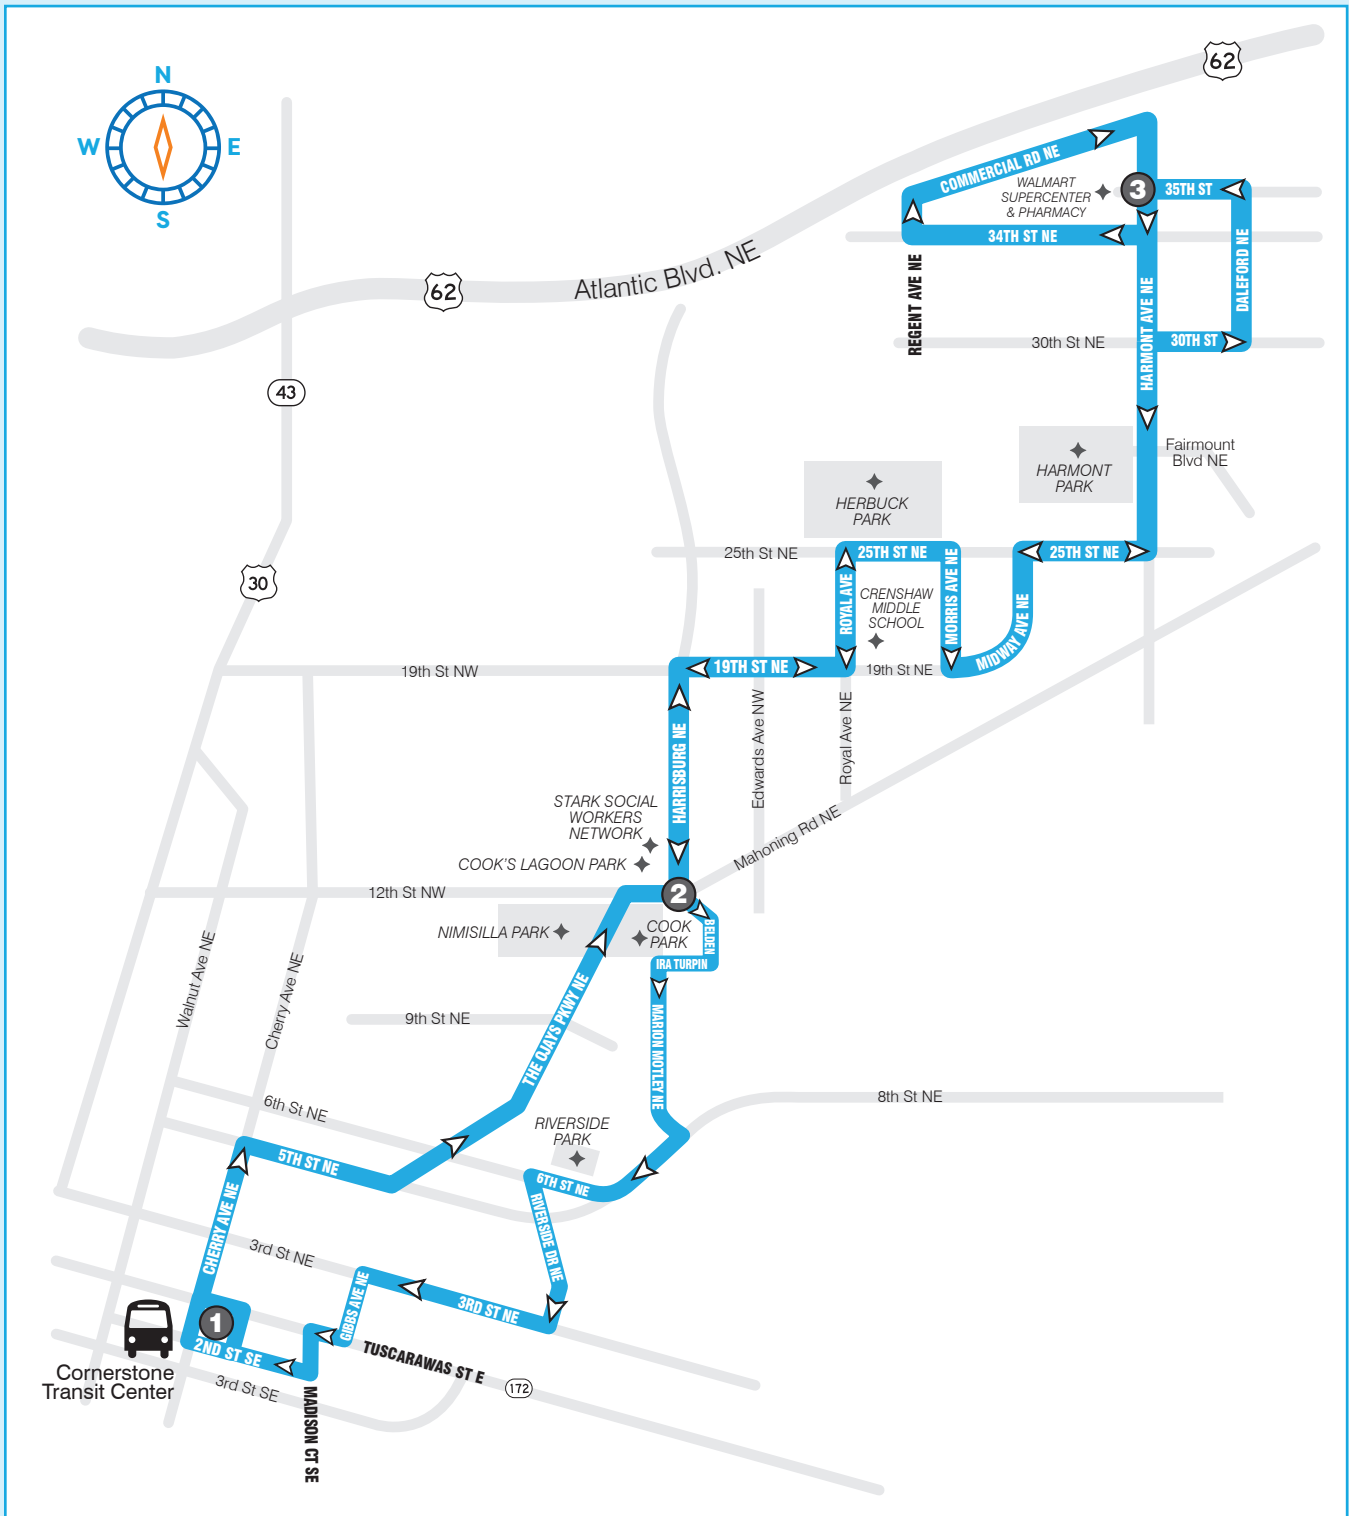 62
N
W
E
S
COMMERCIAL RD NE
WALMART
SUPERCENTER
& PHARMACY
3
35TH ST
34TH ST NE
DALEFORD NE
Atlantic Blvd. NE
62
REGENT AVE NE
HARMONT AVE NE
30th St NE
30TH ST
43
Fairmount
Blvd NE
HARMONT
PARK
HERBUCK
PARK
25th St NE
25TH ST NE
25TH ST NE
30
ROYAL AVE
CRENSHAW
MIDDLE
SCHOOL
MORRIS AVE NE
MIDWAY AVE NE
19th St NW
19TH ST NE
19th St NE
HARRISBURG NE
Edwards Ave NW
Royal Ave NE
STARK SOCIAL
WORKERS
NETWORK
COOK'S LAGOON PARK
Mahoning Rd NE
12th St NW
2
NIMISILLA PARK
COOK
PARK
BELDEN
IRA TURPIN
Walnut Ave NE
Cherry Ave NE
9th St NE
THE OJAYS PKWY NE
MARION MOTLEY NE
8th St NE
6th St NE
RIVERSIDE
PARK
5TH ST NE
6TH ST NE
CHERRY AVE NE
RIVERSIDE DR NE
3rd St NE
GIBBS AVE NE
3RD ST NE
1
2ND ST SE
TUSCARAWAS ST E
172
Cornerstone
Transit Center
3rd St SE
MADISON CT SE